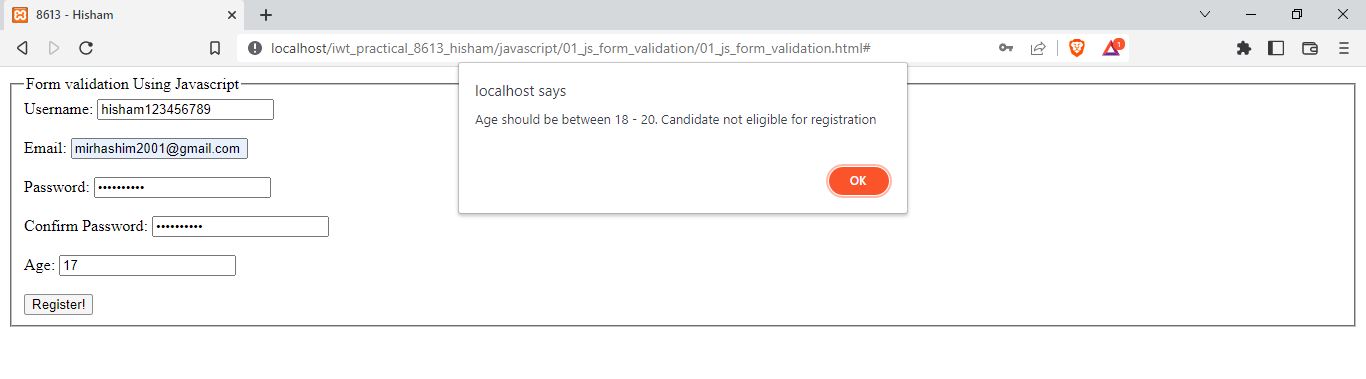 8613 - Hisham
localhost/iwt_practical_8613_hisham/javascript/01_js_form_validation/01_js_form_validation.html#
1
localhost says
Age should be between 18 - 20. Candidate not eligible for registration
OK
Form validation Using Javascript
Username: hisham123456789
Email: mirhashim2001@gmail.com
Password: ••••••••••
Confirm Password: ••••••••••
Age: 17
Register!